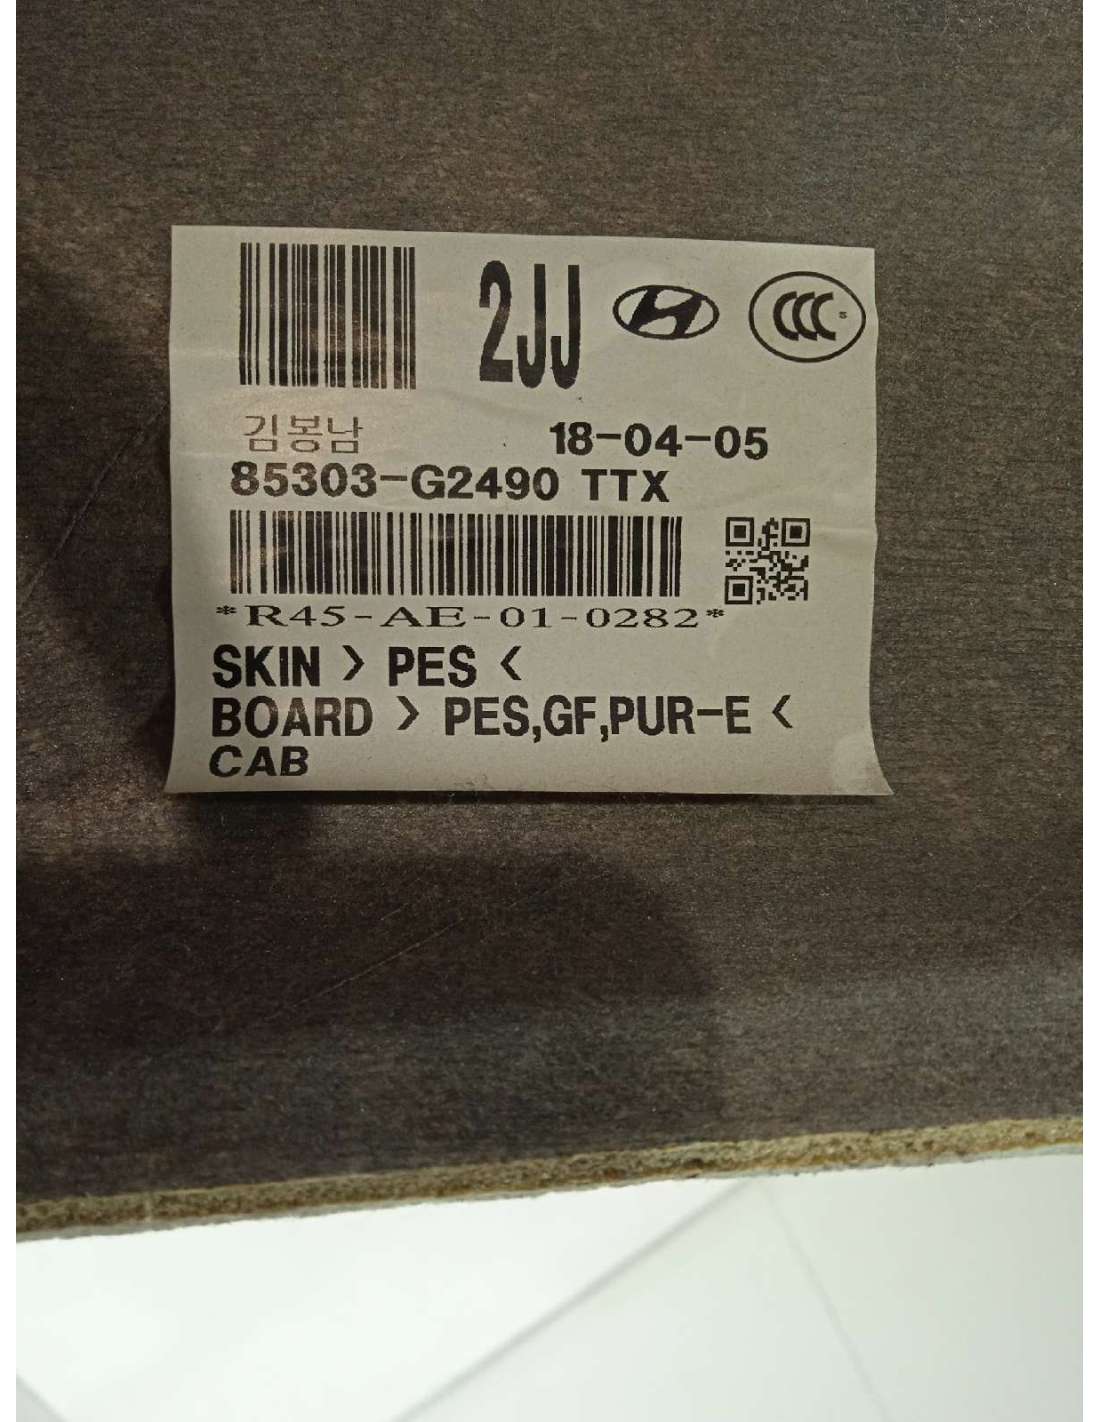 2JJ
CCC S
김봉남 18-04-05
85303-G2490 TTX
*R45-AE-01-0282*
SKIN > PES <
BOARD > PES,GF,PUR-E <
CAB